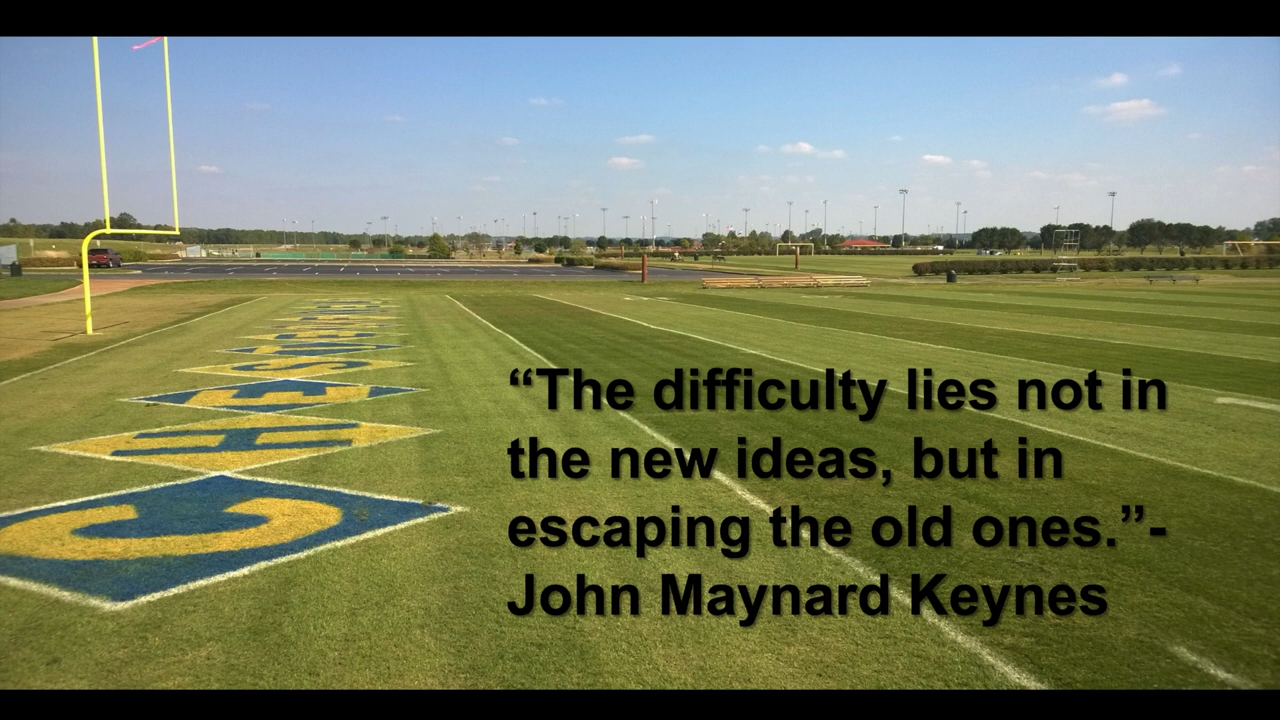 “The difficulty lies not in
the new ideas, but in
escaping the old ones.”-
John Maynard Keynes
C
H
E
S